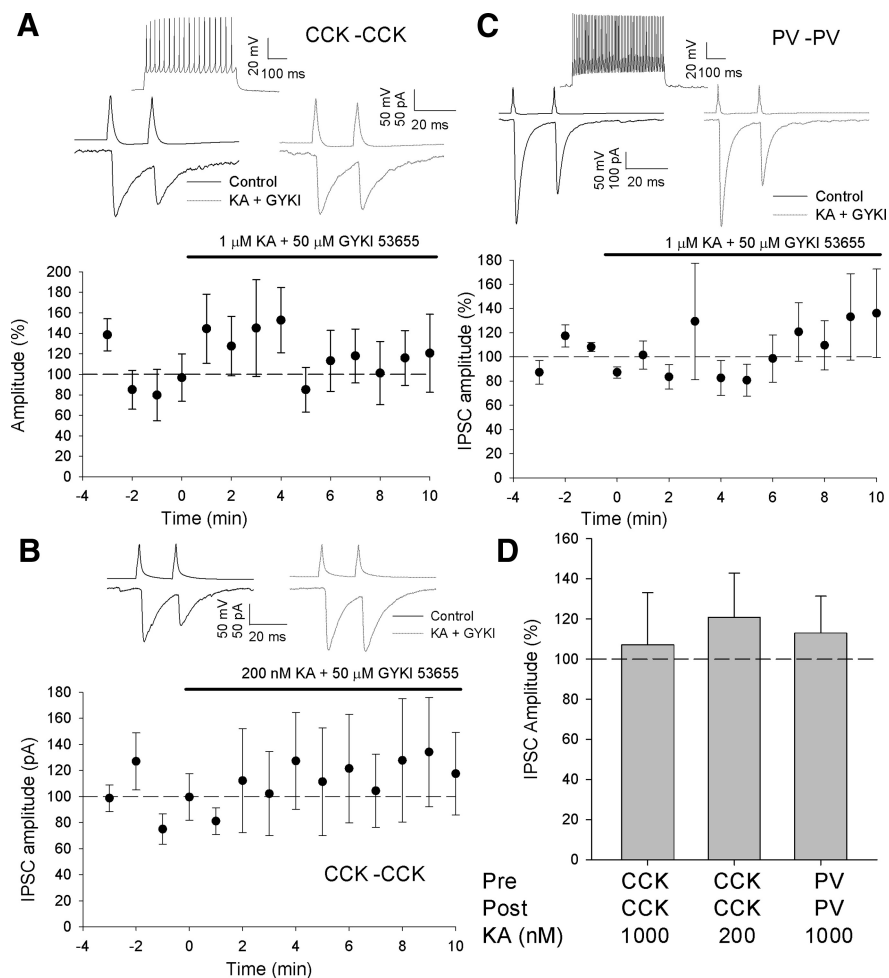 A
CCK -CCK
20 mV
100 ms
50 mV
50 pA
20 ms
Control
KA + GYKI
1 μM KA + 50 μM GYKI 53655
Amplitude (%)
200
180
160
140
120
100
80
60
40
20
0
-4 -2 0 2 4 6 8 10
Time (min)
C
PV -PV
20 mV
100 ms
50 mV
100 pA
20 ms
Control
KA + GYKI
1 μM KA + 50 μM GYKI 53655
IPSC amplitude (%)
180
160
140
120
100
80
60
40
20
0
-4 -2 0 2 4 6 8 10
Time (min)
B
50 mV
50 pA
20 ms
Control
KA + GYKI
200 nM KA + 50 μM GYKI 53655
IPSC amplitude (pA)
180
160
140
120
100
80
60
40
20
0
CCK -CCK
-4 -2 0 2 4 6 8 10
Time (min)
D
IPSC Amplitude (%)
160
140
120
100
80
60
40
20
0
Pre CCK CCK PV
Post CCK CCK PV
KA (nM) 1000 200 1000